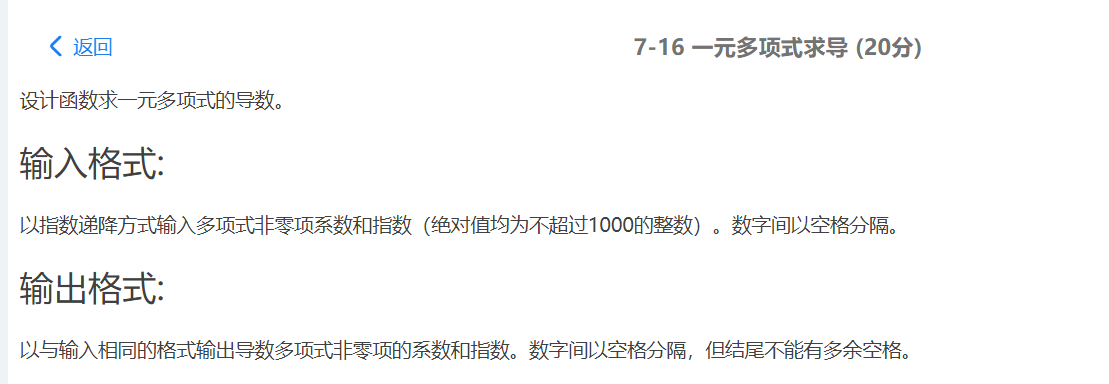 返回
7-16 一元多项式求导 (20分)
设计函数求一元多项式的导数。
输入格式:
以指数递降方式输入多项式非零项系数和指数（绝对值均为不超过1000的整数）。数字间以空格分隔。
输出格式:
以与输入相同的格式输出导数多项式非零项的系数和指数。数字间以空格分隔，但结尾不能有多余空格。